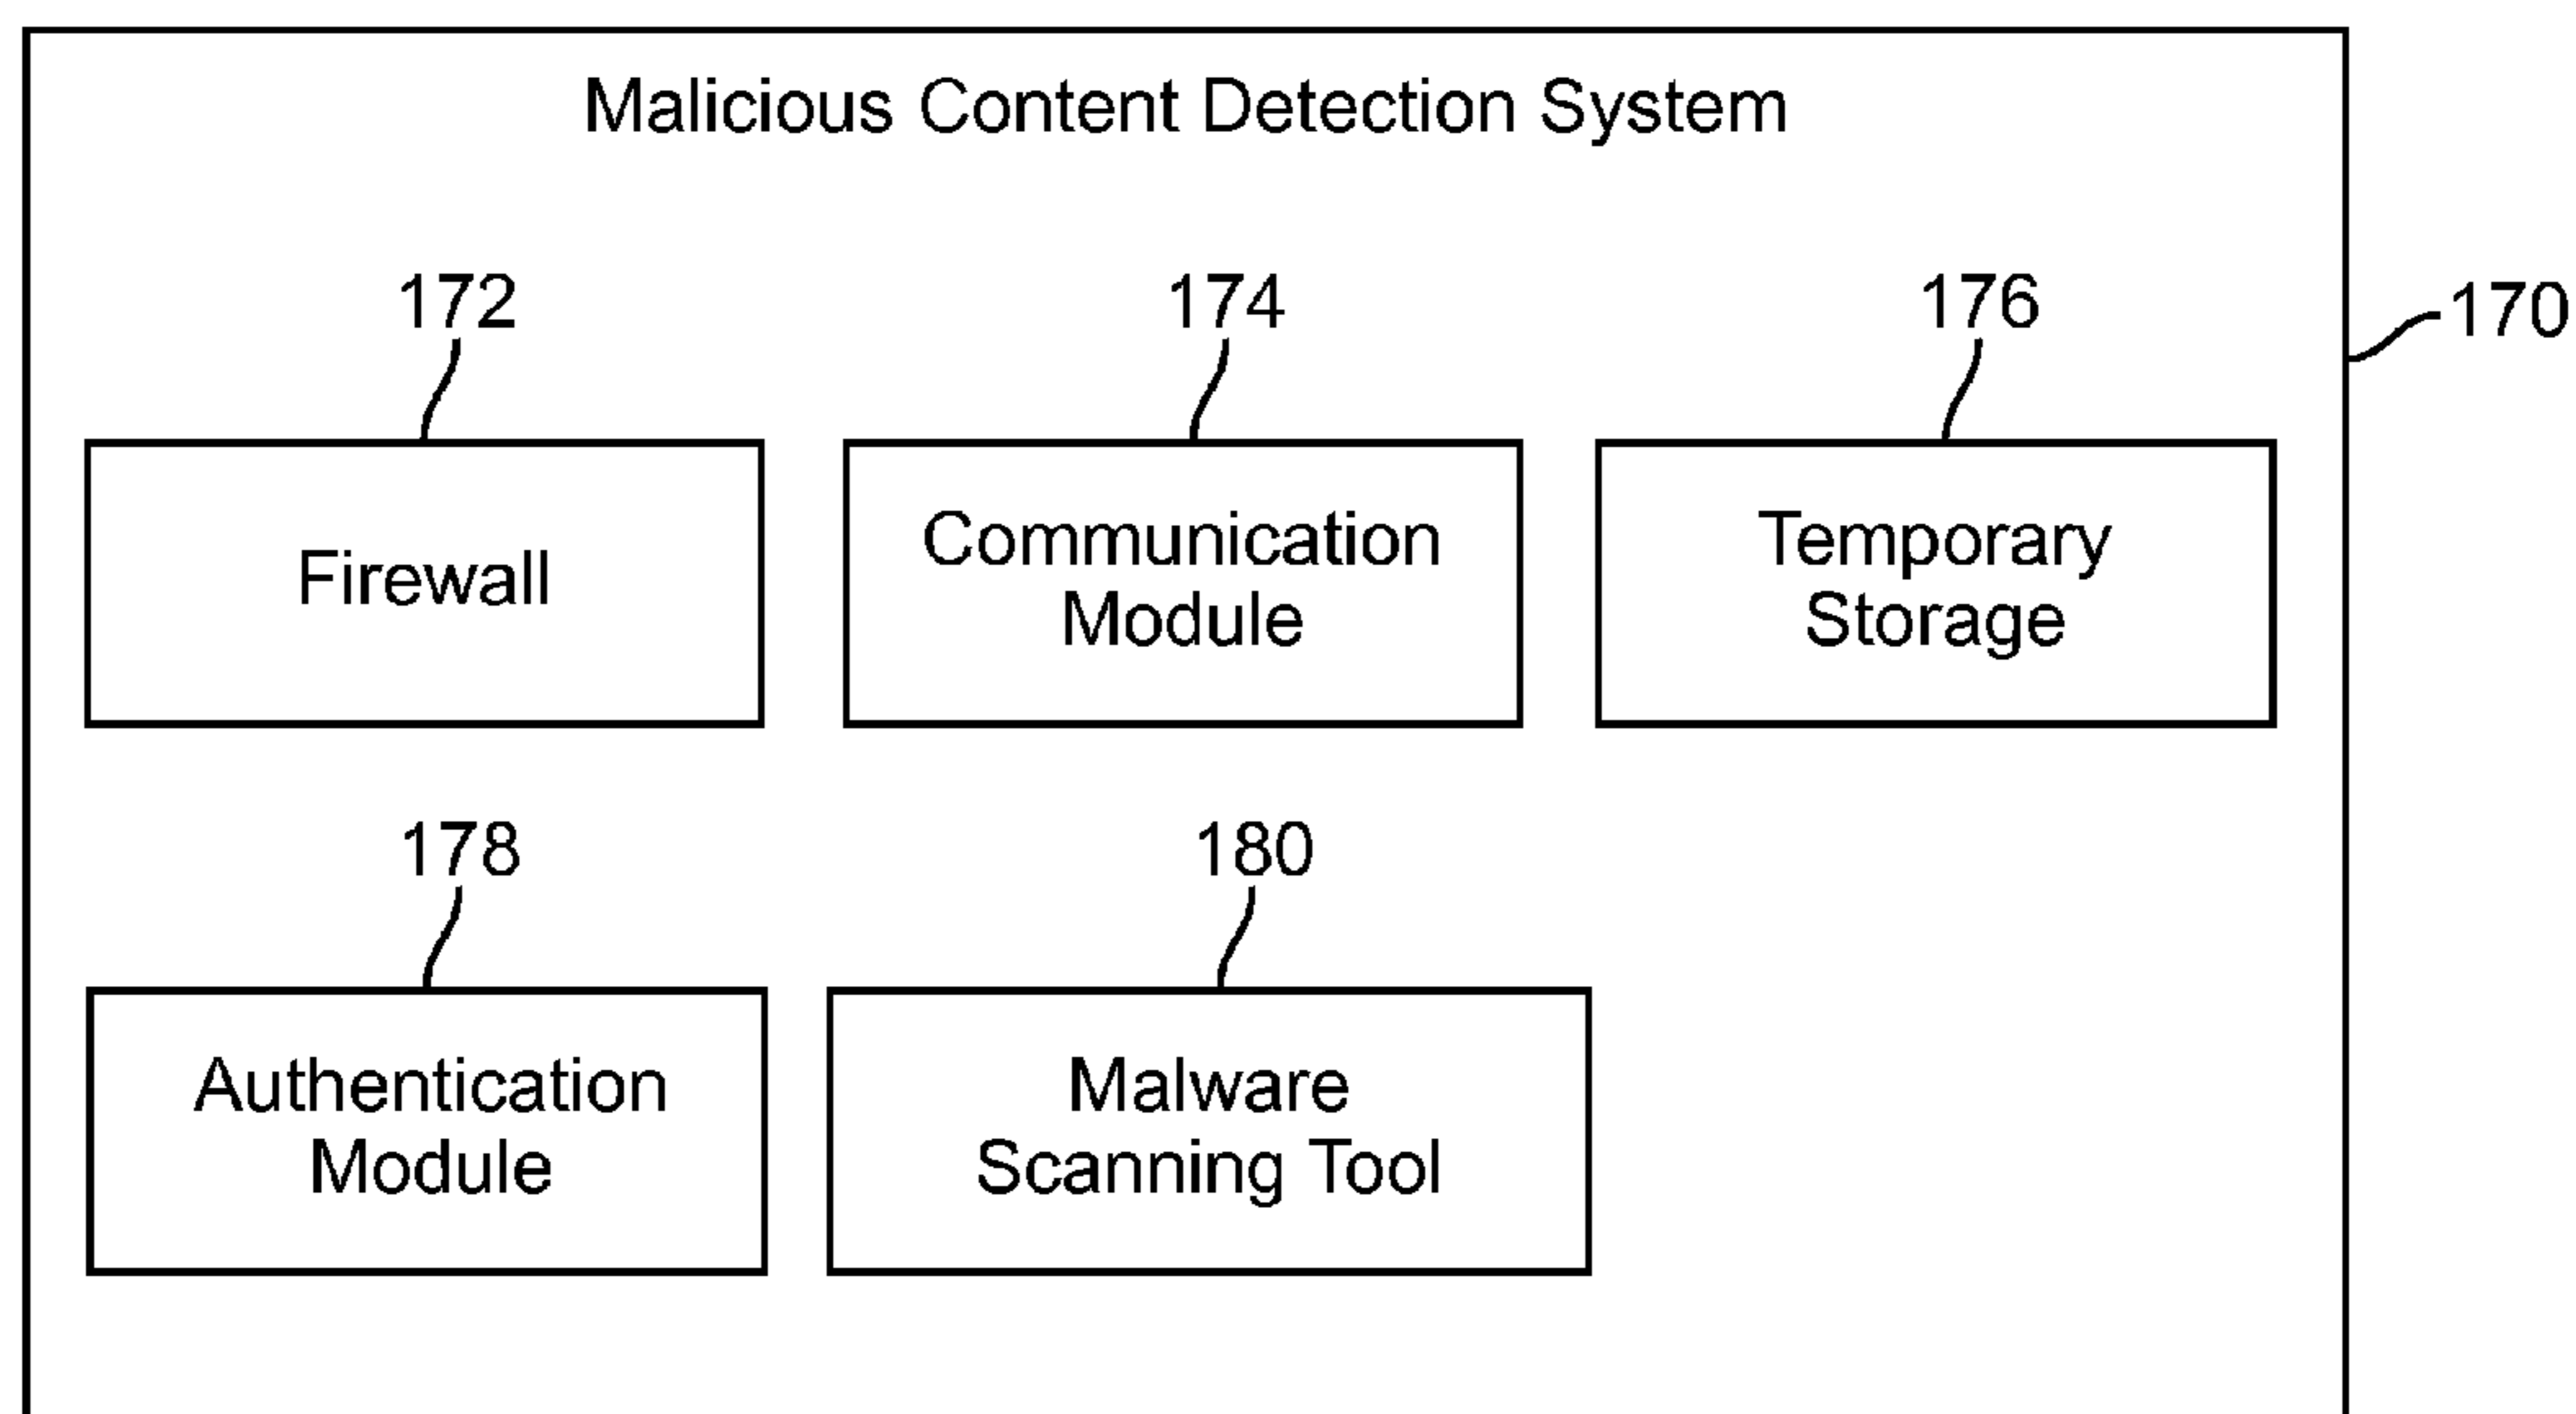 Malicious Content Detection System
172
174
176
170
Firewall
Communication
Module
Temporary
Storage
178
180
Authentication
Module
Malware
Scanning Tool